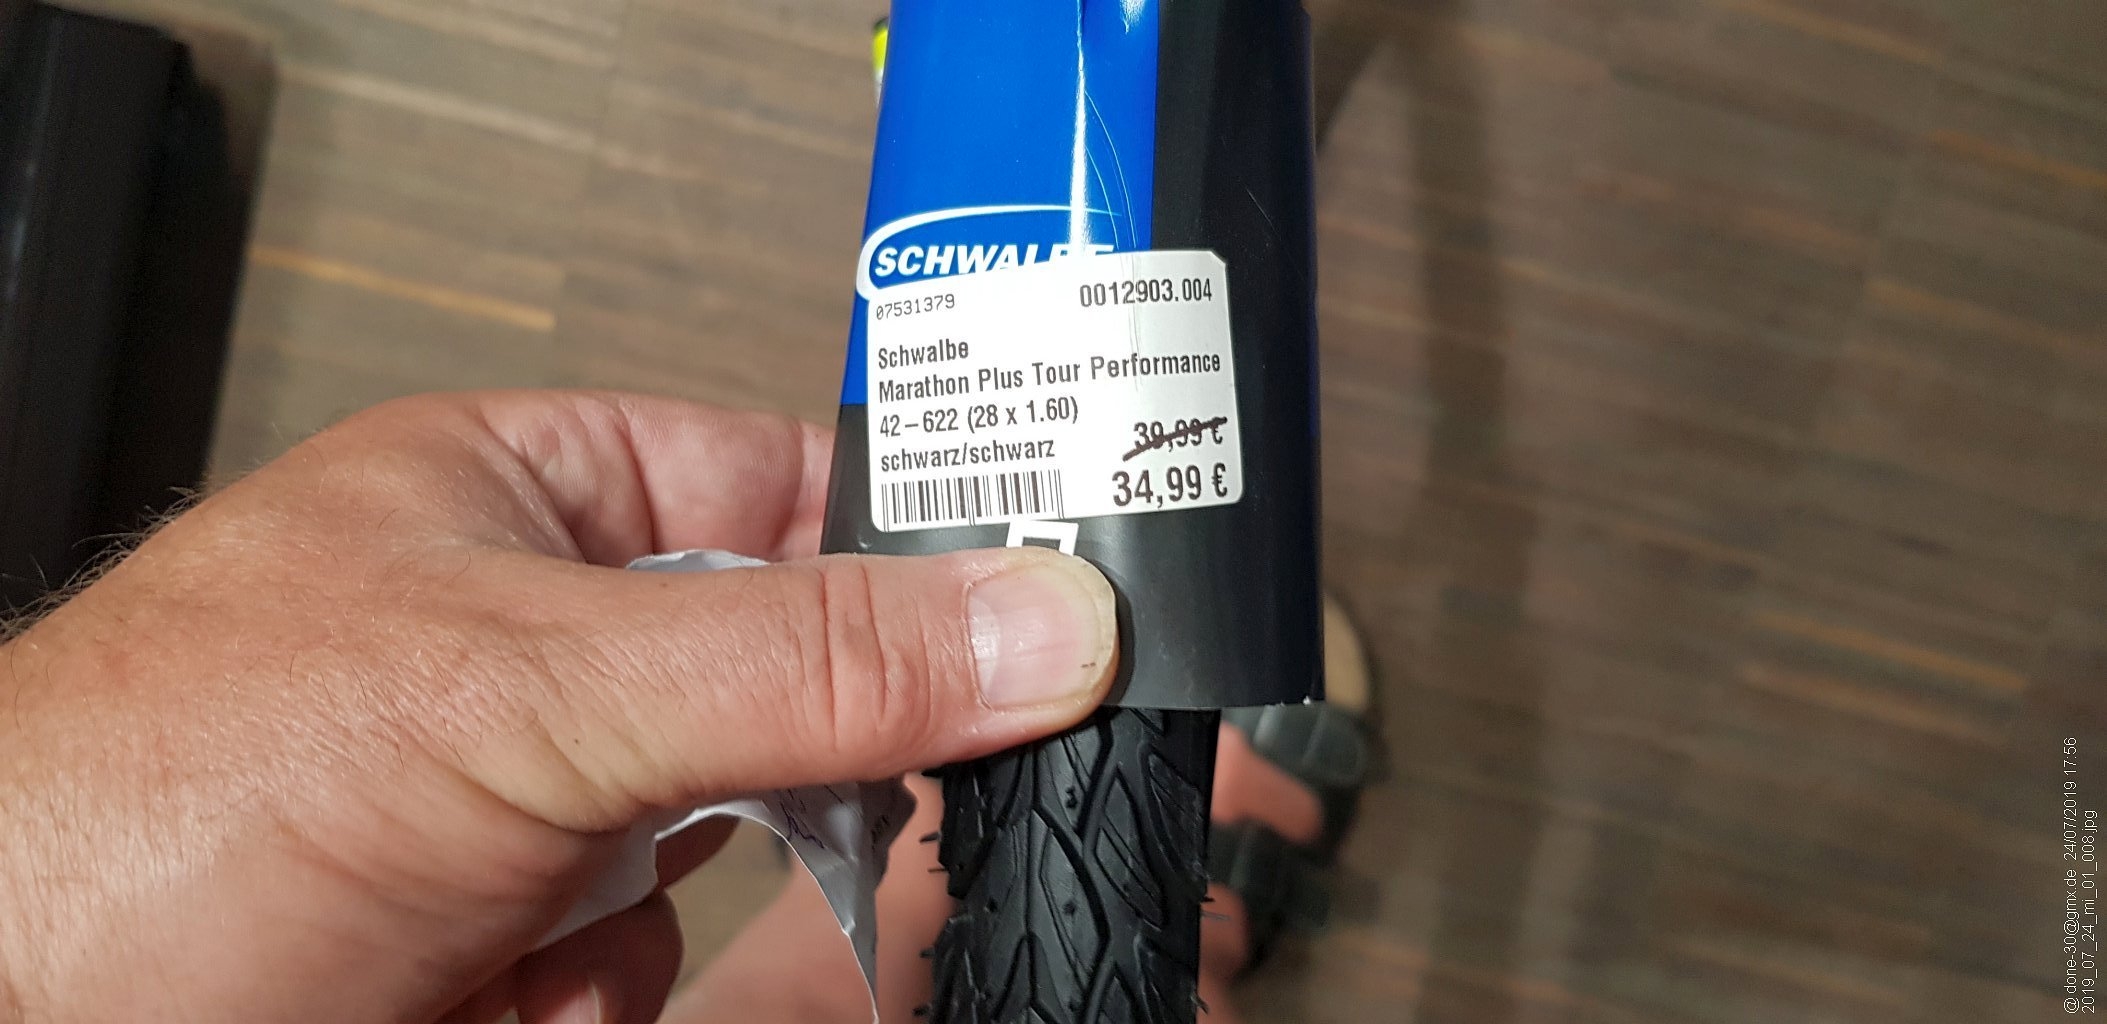 SCHWALBE
07531379 0012903.004
Schwalbe
Marathon Plus Tour Performance
42-622 (28 x 1.60)
schwarz/schwarz 39,99 €
34,99 €
@done-30@gmx.de 24/07/2019 17:56
2019_07_24_mi_01_008.jpg